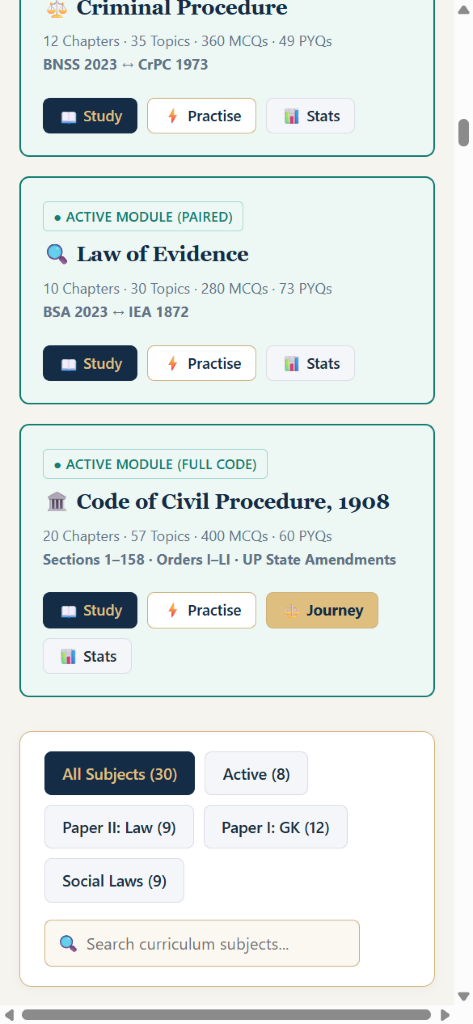 Criminal Procedure
12 Chapters · 35 Topics · 360 MCQs · 49 PYQs
BNSS 2023 ↔ CrPC 1973
Study Practise Stats
● ACTIVE MODULE (PAIRED)
Law of Evidence
10 Chapters · 30 Topics · 280 MCQs · 73 PYQs
BSA 2023 ↔ IEA 1872
Study Practise Stats
● ACTIVE MODULE (FULL CODE)
Code of Civil Procedure, 1908
20 Chapters · 57 Topics · 400 MCQs · 60 PYQs
Sections 1–158 · Orders I–LI · UP State Amendments
Study Practise Journey
Stats
All Subjects (30) Active (8)
Paper II: Law (9) Paper I: GK (12)
Social Laws (9)
Search curriculum subjects...